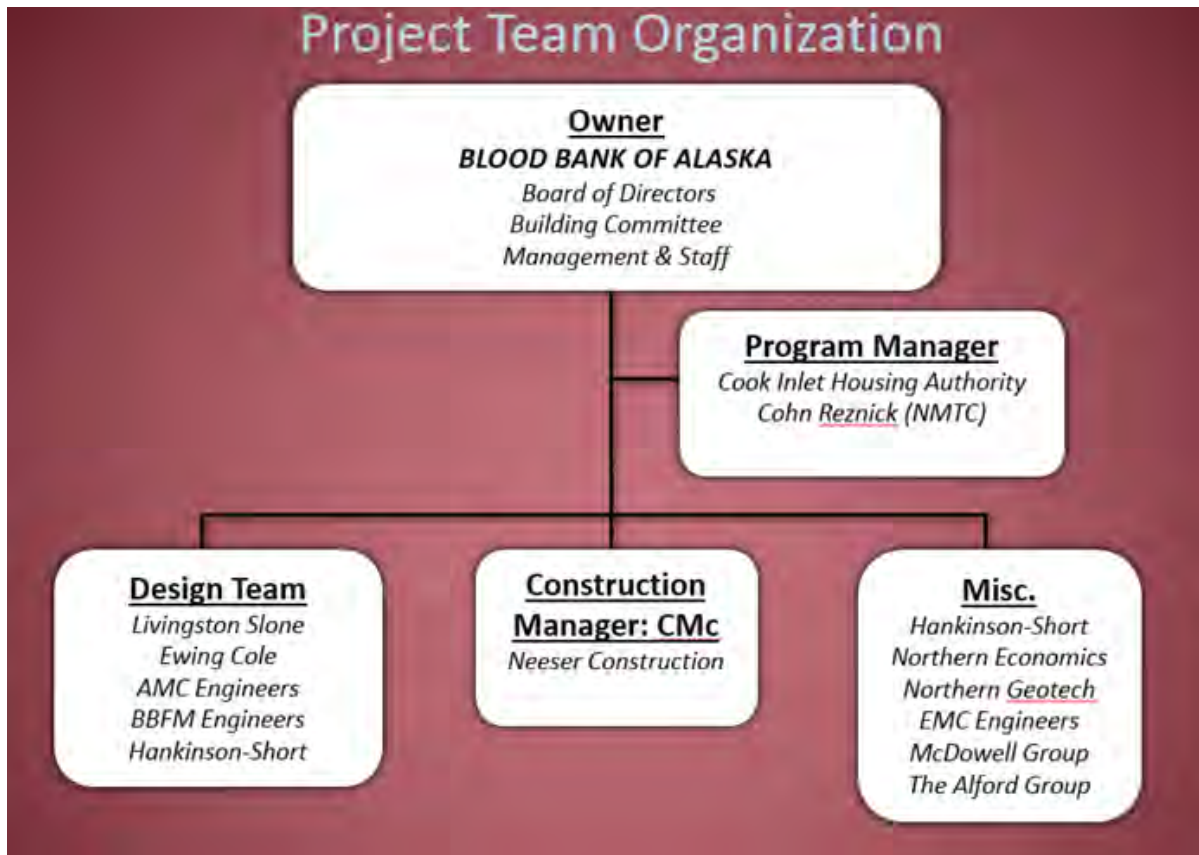 Project Team Organization
Owner
BLOOD BANK OF ALASKA
Board of Directors
Building Committee
Management & Staff
Program Manager
Cook Inlet Housing Authority
Cohn Reznick (NMTC)
Design Team
Livingston Slone
Ewing Cole
AMC Engineers
BBFM Engineers
Hankinson-Short
Construction
Manager: CMc
Neeser Construction
Misc.
Hankinson-Short
Northern Economics
Northern Geotech
EMC Engineers
McDowell Group
The Alford Group